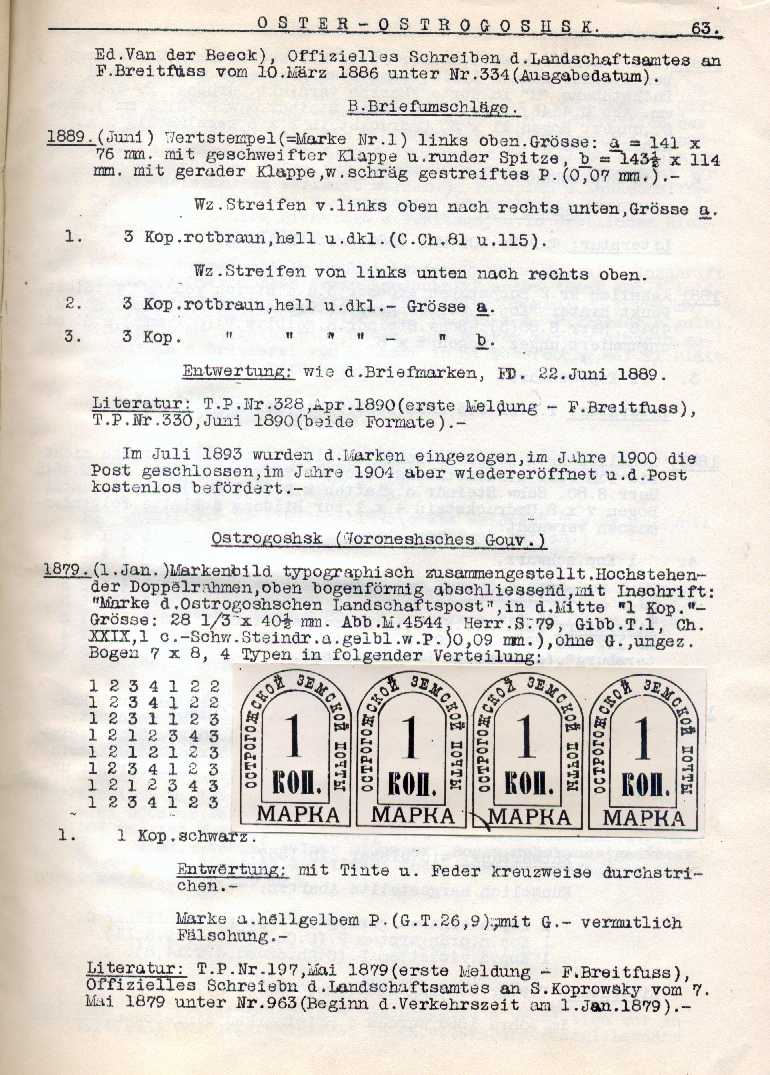 OSTER-OSTROGOSHSK. 63.
Ed.Van der Beeck), Offizielles Schreiben d.Landschaftsamtes an
F.Breitfuss vom 10.März 1886 unter Nr.334(Ausgabedatum).
B.Briefumschläge.
1889.(Juni) Wertstempel(=Marke Nr.1) links oben.Grösse: a = 141 x
76 mm. mit geschweifter Klappe u.runder Spitze, b = 143½ x 114
mm. mit gerader Klappe,w.schräg gestreiftes P.(0,07 mm.).-
Wz.Streifen v.links oben nach rechts unten,Grösse a.
1. 3 Kop.rotbraun,hell u.dkl.(C.Ch.81 u.115).
Wz.Streifen von links unten nach rechts oben.
2. 3 Kop.rotbraun,hell u.dkl.- Grösse a.
3. 3 Kop. " " " " - " b.
Entwertung: wie d.Briefmarken, FD. 22.Juni 1889.
Literatur: T.P.Nr.328,Apr.1890(erste Meldung - F.Breitfuss),
T.P.Nr.330,Juni 1890(beide Formate).-
Im Juli 1893 wurden d.Marken eingezogen,im Jahre 1900 die
Post geschlossen,im Jahre 1904 aber wiedereröffnet u.d.Post
kostenlos befördert.-
Ostrogoshsk (Woroneshsches Gouv.)
1879.(1.Jan.)Markenbild typographisch zusammengestellt.Hochstehen-
der Doppelrahmen,oben bogenförmig abschliessend,mit Inschrift:
"Marke d.Ostrogoshschen Landschaftspost",in d.Mitte "1 Kop."-
Grösse: 28 1/3 x 40½ mm. Abb.M.4544, Herr.S.79, Gibb.T.1, Ch.
XXIX,1 c.-Schw.Steindr.a.gelbl.w.P.)0,09 mm.),ohne G.,ungez.
Bogen 7 x 8, 4 Typen in folgender Verteilung:
1 2 3 4 1 2 2
1 2 3 4 1 2 2
1 2 3 1 1 2 3
1 2 1 2 3 4 3
1 2 1 2 1 2 3
1 2 3 4 1 2 3
1 2 1 2 3 4 3
1 2 3 4 1 2 3
ОСТРОГОЖСКОЙ ЗЕМСКОЙ ПОЧТЫ 1 КОП. МАРКА
ОСТРОГОЖСКОЙ ЗЕМСКОЙ ПОЧТЫ 1 КОП. МАРКА
ОСТРОГОЖСКОЙ ЗЕМСКОЙ ПОЧТЫ 1 КОП. МАРКА
ОСТРОГОЖСКОЙ ЗЕМСКОЙ ПОЧТЫ 1 КОП. МАРКА
1. 1 Kop.schwarz.
Entwertung: mit Tinte u. Feder kreuzweise durchstri-
chen.-
Marke a.hellgelbem P.(G.T.26,9).,mit G.- vermutlich
Fälschung.-
Literatur: T.P.Nr.197,Mai 1879(erste Meldung - F.Breitfuss),
Offizielles Schreiebn d.Landschaftsamtes an S.Koprowsky vom 7.
Mai 1879 unter Nr.963(Beginn d.Verkehrszeit am 1.Jan.1879).-